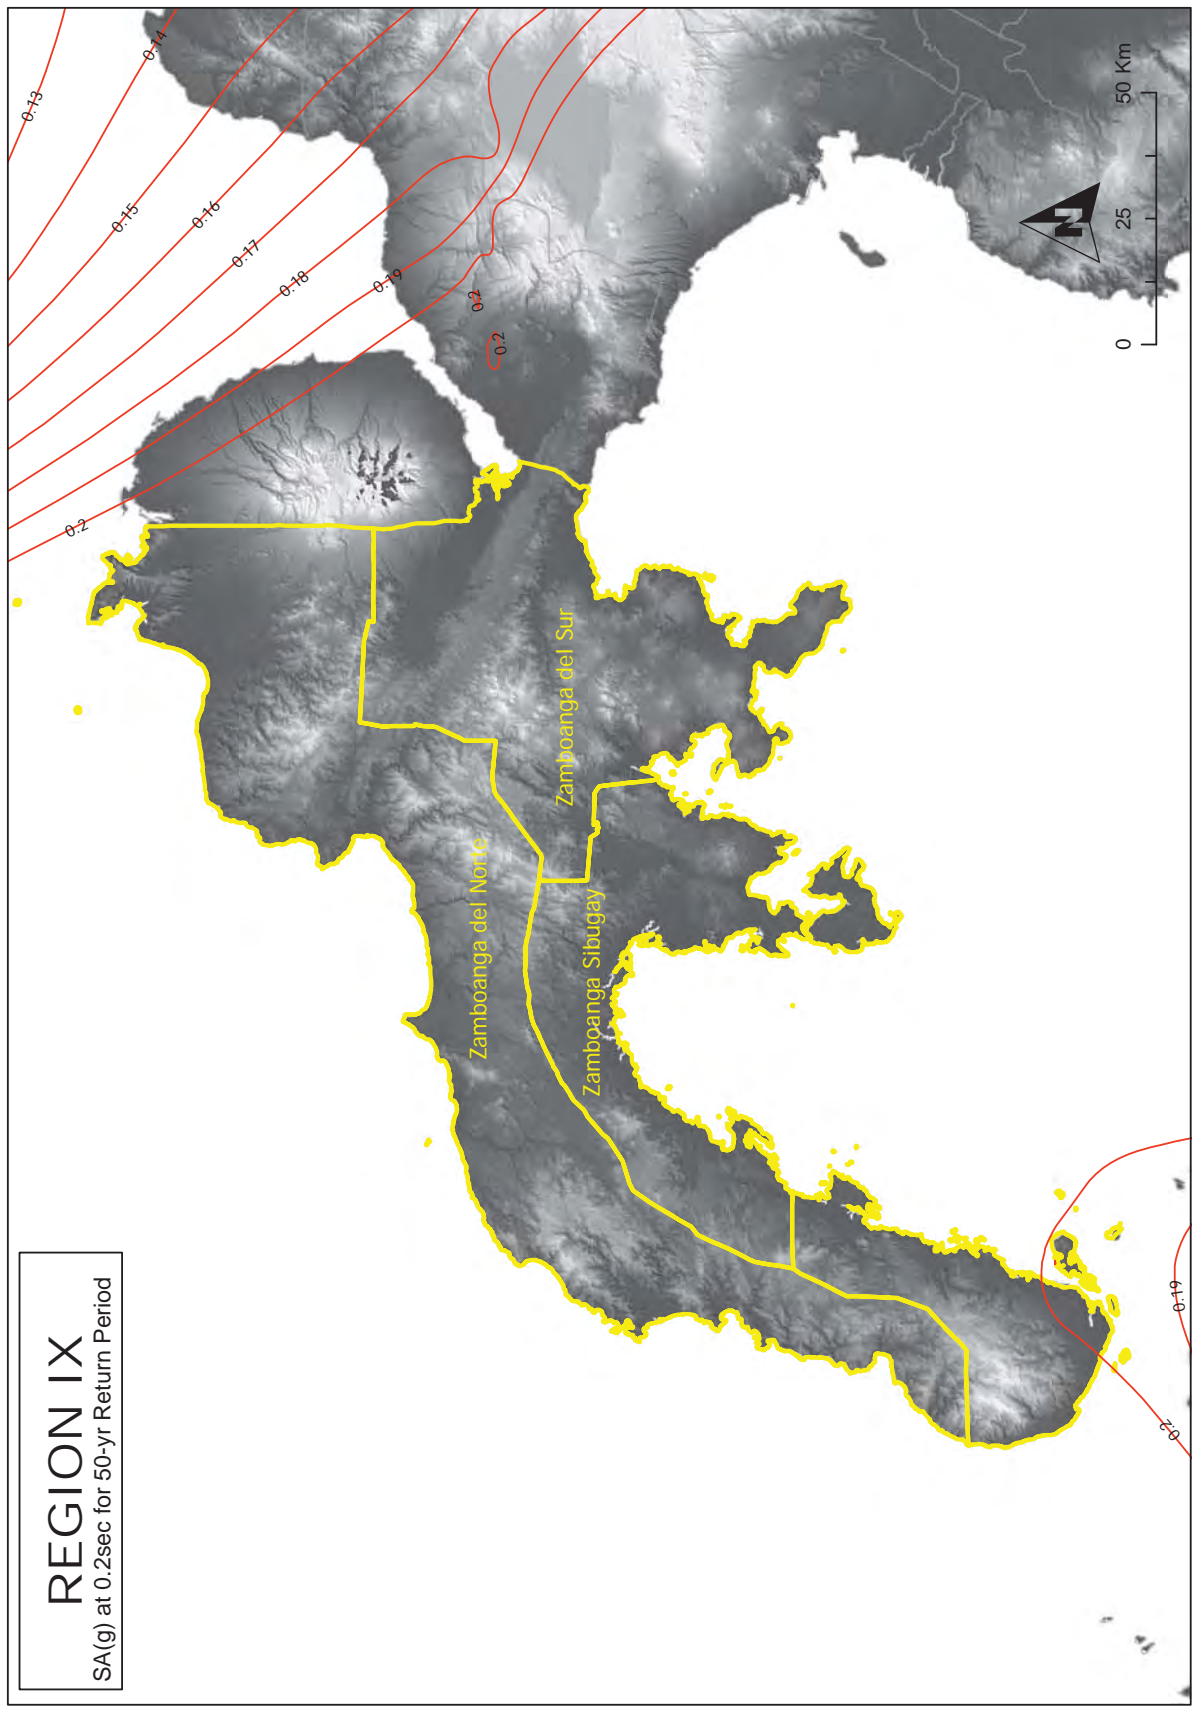 REGION IX
SA(g) at 0.2sec for 50-yr Return Period
0.2
0.13
0.14
0.15
0.16
0.17
0.18
0.19
0.2
0.2
Zamboanga del Norte
Zamboanga del Sur
Zamboanga Sibugay
0.2
0.19
N
0 25 50 Km